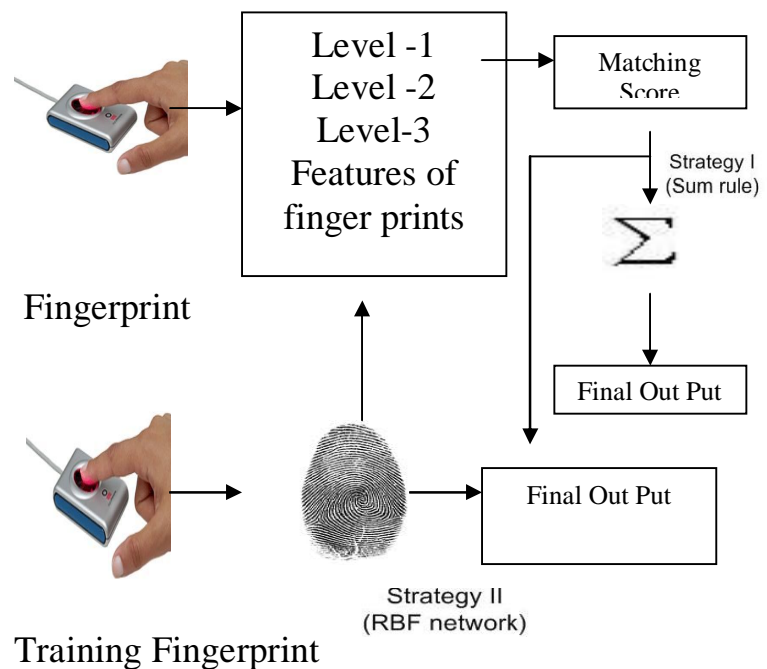 Level -1
Level -2
Level-3
Features of
finger prints
Matching
Score
Strategy I
(Sum rule)
Σ
Fingerprint
Final Out Put
Final Out Put
Strategy II
(RBF network)
Training Fingerprint